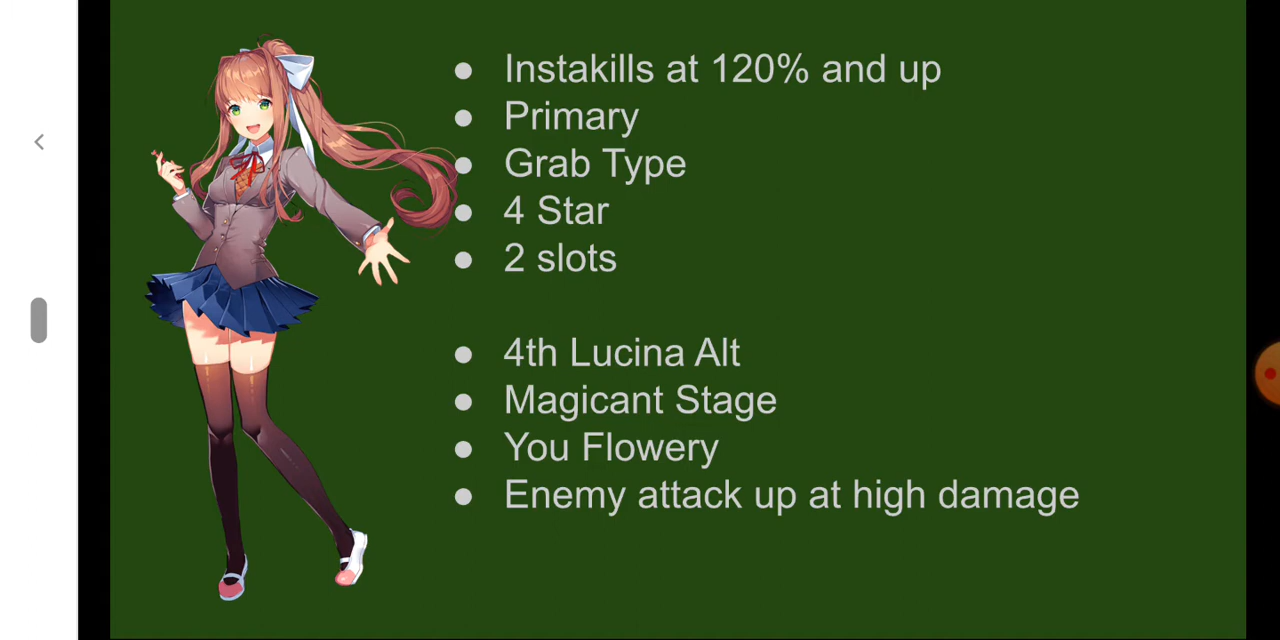 ● Instakills at 120% and up
● Primary
● Grab Type
● 4 Star
● 2 slots
● 4th Lucina Alt
● Magicant Stage
● You Flowery
● Enemy attack up at high damage